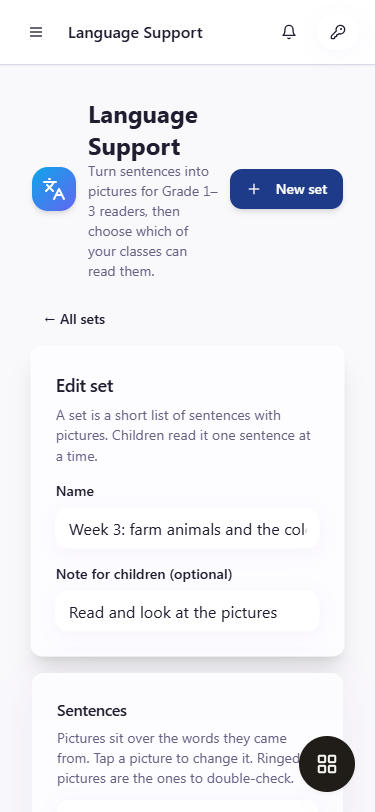 Language Support
Language
Support
Turn sentences into
pictures for Grade 1–
3 readers, then
choose which of
your classes can
read them.
New set
← All sets
Edit set
A set is a short list of sentences with
pictures. Children read it one sentence at
a time.
Name
Week 3: farm animals and the
Note for children (optional)
Read and look at the pictures
Sentences
Pictures sit over the words they came
from. Tap a picture to change it. Ringed
pictures are the ones to double-check.